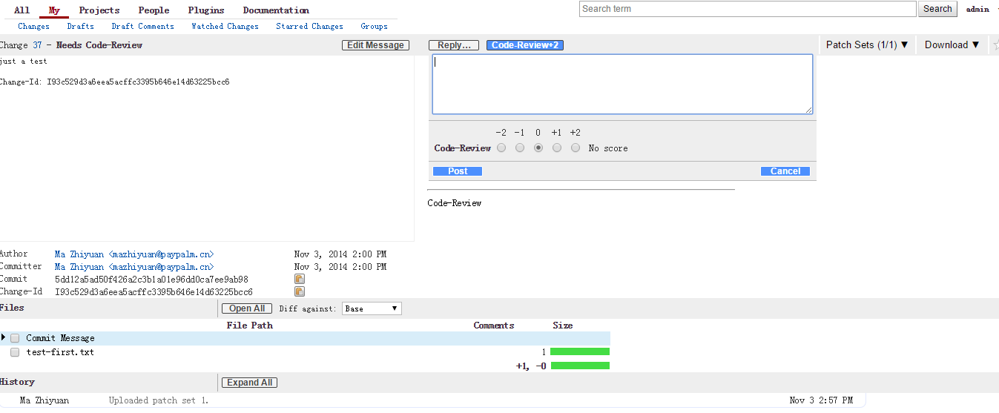 All My Projects People Plugins Documentation
Search term Search admin
Changes Drafts Draft Comments Watched Changes Starred Changes Groups
Change 37 - Needs Code-Review Edit Message Reply... Code-Review+2 Patch Sets (1/1) ▼ Download ▼
just a test
Change-Id: I93c529d3a6eea5acffc3395b646e14d63225bcc6
-2 -1 0 +1 +2
Code-Review No score
Post Cancel
Code-Review
Author Ma Zhiyuan <mazhiyuan@paypalm.cn> Nov 3, 2014 2:00 PM
Committer Ma Zhiyuan <mazhiyuan@paypalm.cn> Nov 3, 2014 2:00 PM
Commit 5dd12a5ad50f426a2c3b1a01e96dd0ca7ee9ab98
Change-Id I93c529d3a6eea5acffc3395b646e14d63225bcc6
Files Open All Diff against: Base
File Path Comments Size
Commit Message
test-first.txt 1
+1, -0
History Expand All
Ma Zhiyuan Uploaded patch set 1. Nov 3 2:57 PM